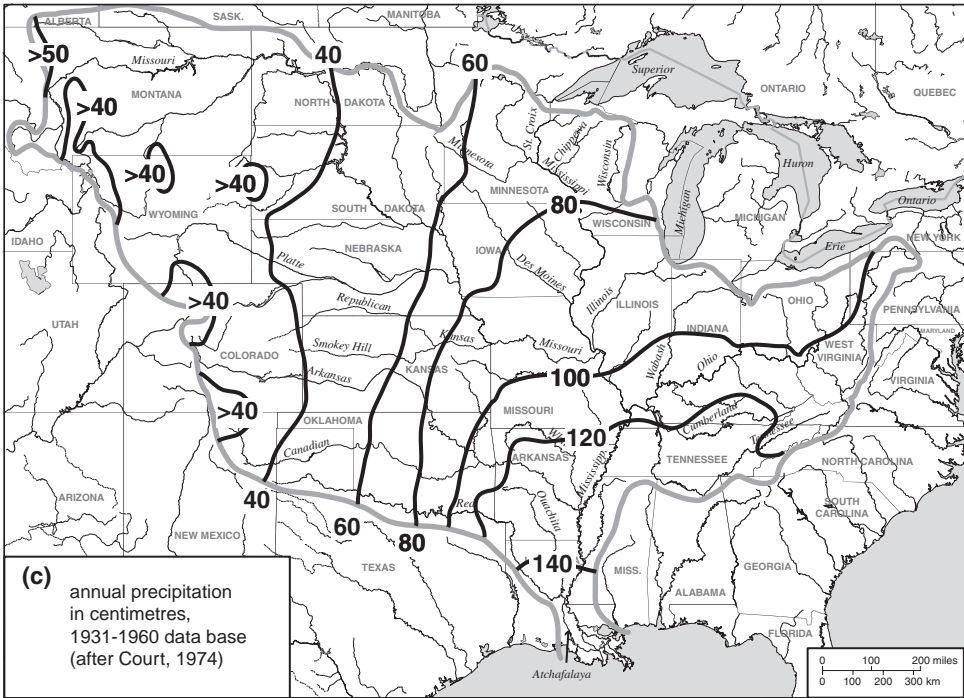 ALBERTA
SASK.
MANITOBA
>50
Missouri
40
60
Superior
ONTARIO
QUEBEC
MONTANA
>40
NORTH DAKOTA
St. Croix
Chippewa
Wisconsin
Huron
Minnesota
Mississippi
>40
>40
MINNESOTA
Michigan
Ontario
WYOMING
SOUTH DAKOTA
80
WISCONSIN
MICHIGAN
IDAHO
NEW YORK
Erie
NEBRASKA
IOWA
Platte
Des Moines
>40
Republican
Illinois
ILLINOIS
OHIO
PENNSYLVANIA
UTAH
INDIANA
MARYLAND
Smokey Hill
Kansas
Missouri
WEST
VIRGINIA
COLORADO
Arkansas
KANSAS
Wabash
Ohio
100
VIRGINIA
>40
OKLAHOMA
MISSOURI
Cumberland
Canadian
120
Tennessee
ARKANSAS
TENNESSEE
NORTH CAROLINA
Mississipp
ARIZONA
40
60
80
Red
Ouachita
SOUTH
CAROLINA
NEW MEXICO
TEXAS
140
MISS.
ALABAMA
GEORGIA
FLORIDA
Atchafalaya
(c)
annual precipitation
in centimetres,
1931-1960 data base
(after Court, 1974)
0 100 200 miles
0 100 200 300 km